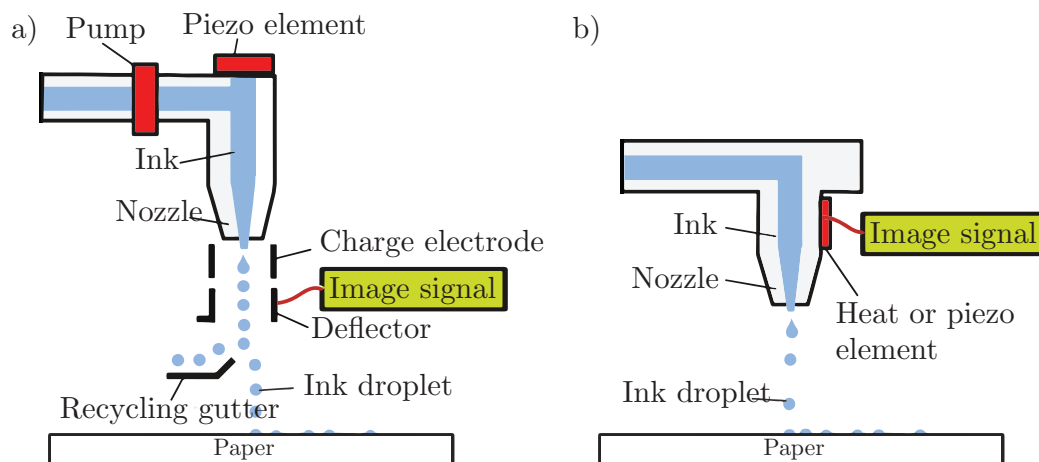 a)
Pump
Piezo element
Ink
Nozzle
Charge electrode
Image signal
Deflector
Ink droplet
Recycling gutter
Paper
b)
Ink
Image signal
Nozzle
Heat or piezo
element
Ink droplet
Paper